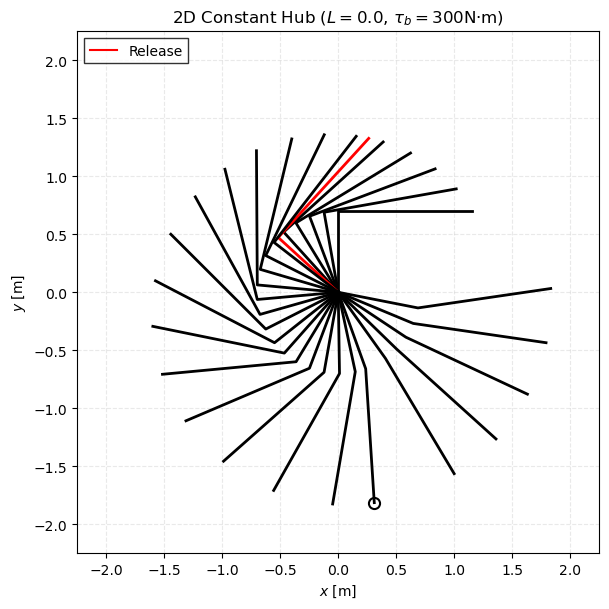 2D Constant Hub (L = 0.0, τ_b = 300N·m)
Release
2.0
1.5
1.0
0.5
0.0
−0.5
−1.0
−1.5
−2.0
y [m]
−2.0 −1.5 −1.0 −0.5 0.0 0.5 1.0 1.5 2.0
x [m]